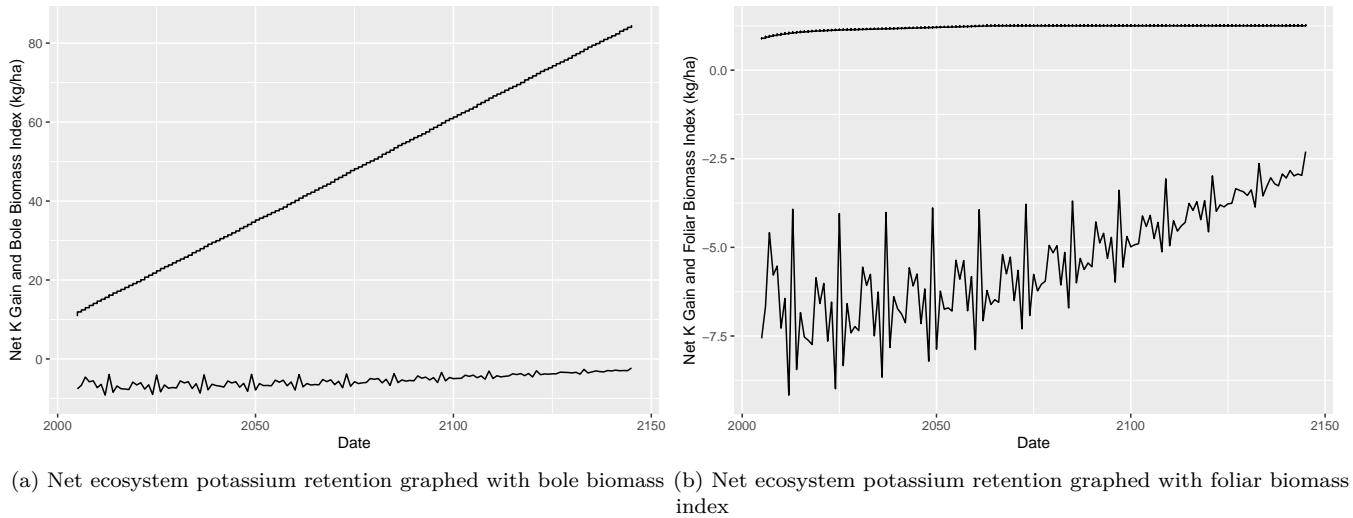 Net K Gain and Bole Biomass Index (kg/ha)
80
60
40
20
0
2000 2050 2100 2150
Date
Net K Gain and Foliar Biomass Index (kg/ha)
0.0
−2.5
−5.0
−7.5
2000 2050 2100 2150
Date
(a) Net ecosystem potassium retention graphed with bole biomass
(b) Net ecosystem potassium retention graphed with foliar biomass
index